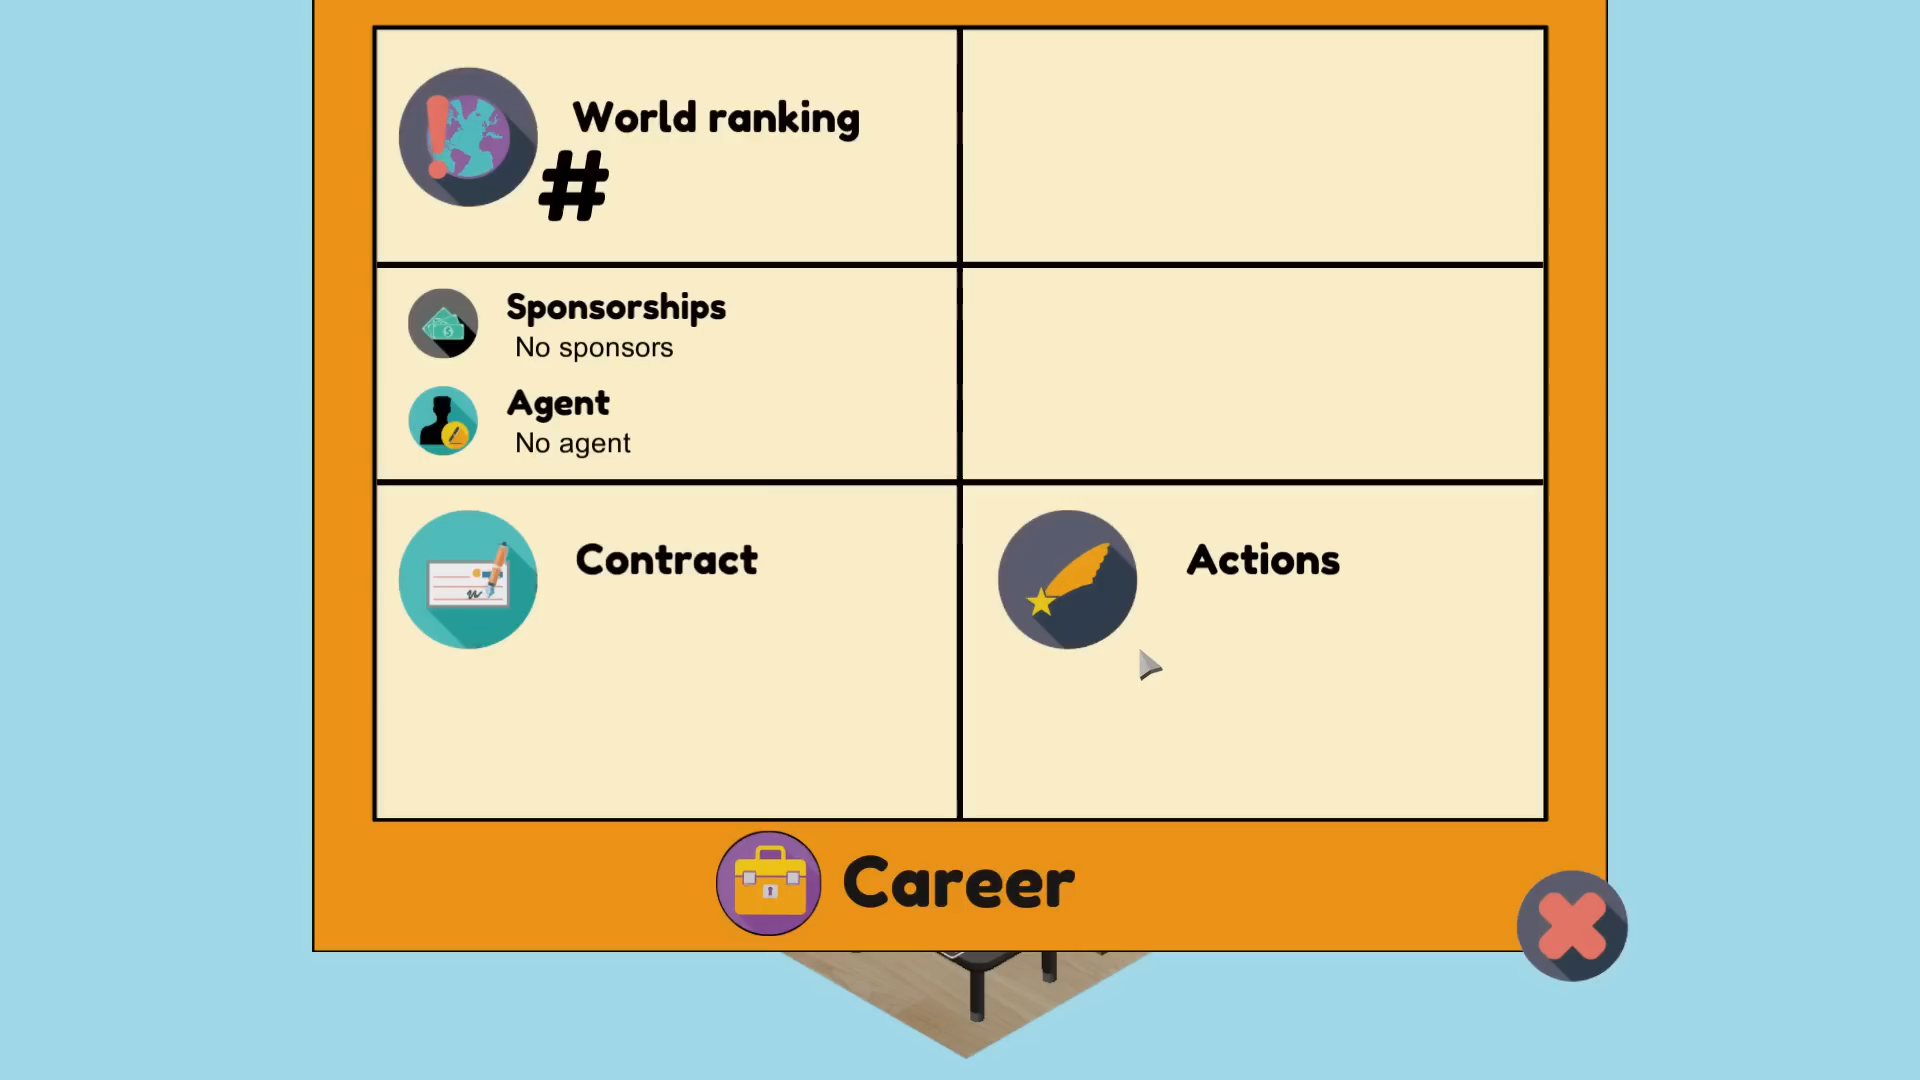 World ranking
#
Sponsorships
No sponsors
Agent
No agent
Contract
Actions
Career